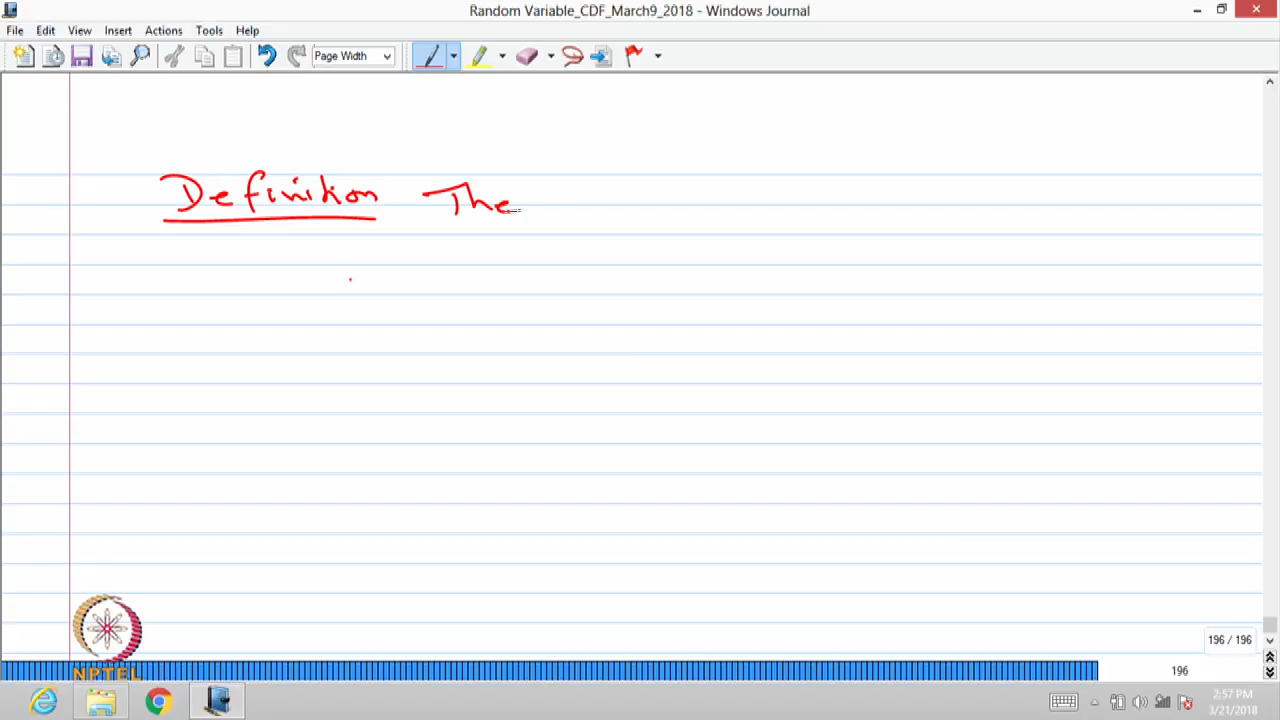 Random Variable_CDF_March9_2018 - Windows Journal
File Edit View Insert Actions Tools Help
Page Width
Definition The
196 / 196
NPTEL
196
2:57 PM
3/21/2018